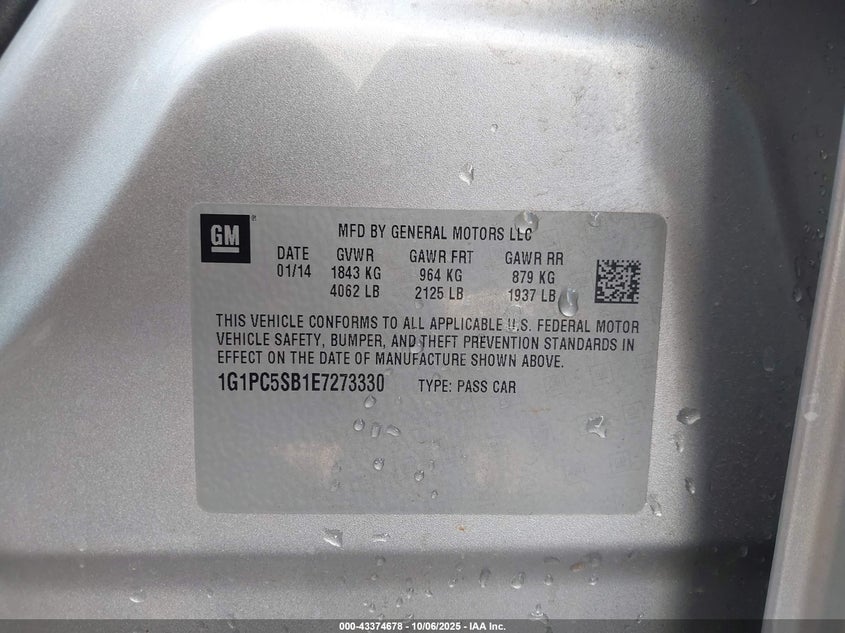 GM
®
MFD BY GENERAL MOTORS LLC
DATE GVWR GAWR FRT GAWR RR
01/14 1843 KG 964 KG 879 KG
4062 LB 2125 LB 1937 LB
THIS VEHICLE CONFORMS TO ALL APPLICABLE U.S. FEDERAL MOTOR
VEHICLE SAFETY, BUMPER, AND THEFT PREVENTION STANDARDS IN
EFFECT ON THE DATE OF MANUFACTURE SHOWN ABOVE.
1G1PC5SB1E7273330 TYPE: PASS CAR
000-43374678 - 10/06/2025 - IAA Inc.